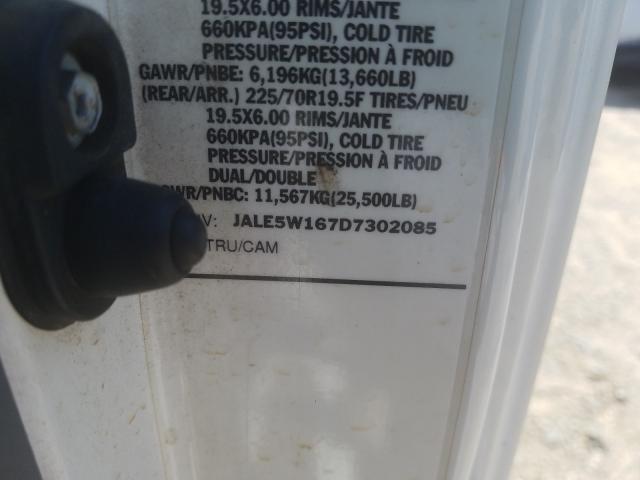 19.5X6.00 RIMS/JANTE
660KPA(95PSI), COLD TIRE
PRESSURE/PRESSION À FROID
GAWR/PNBE: 6,196KG(13,660LB)
(REAR/ARR.) 225/70R19.5F TIRES/PNEU
19.5X6.00 RIMS/JANTE
660KPA(95PSI), COLD TIRE
PRESSURE/PRESSION À FROID
DUAL/DOUBLE
WR/PNBC: 11,567KG(25,500LB)
IV: JALE5W167D7302085
TRU/CAM